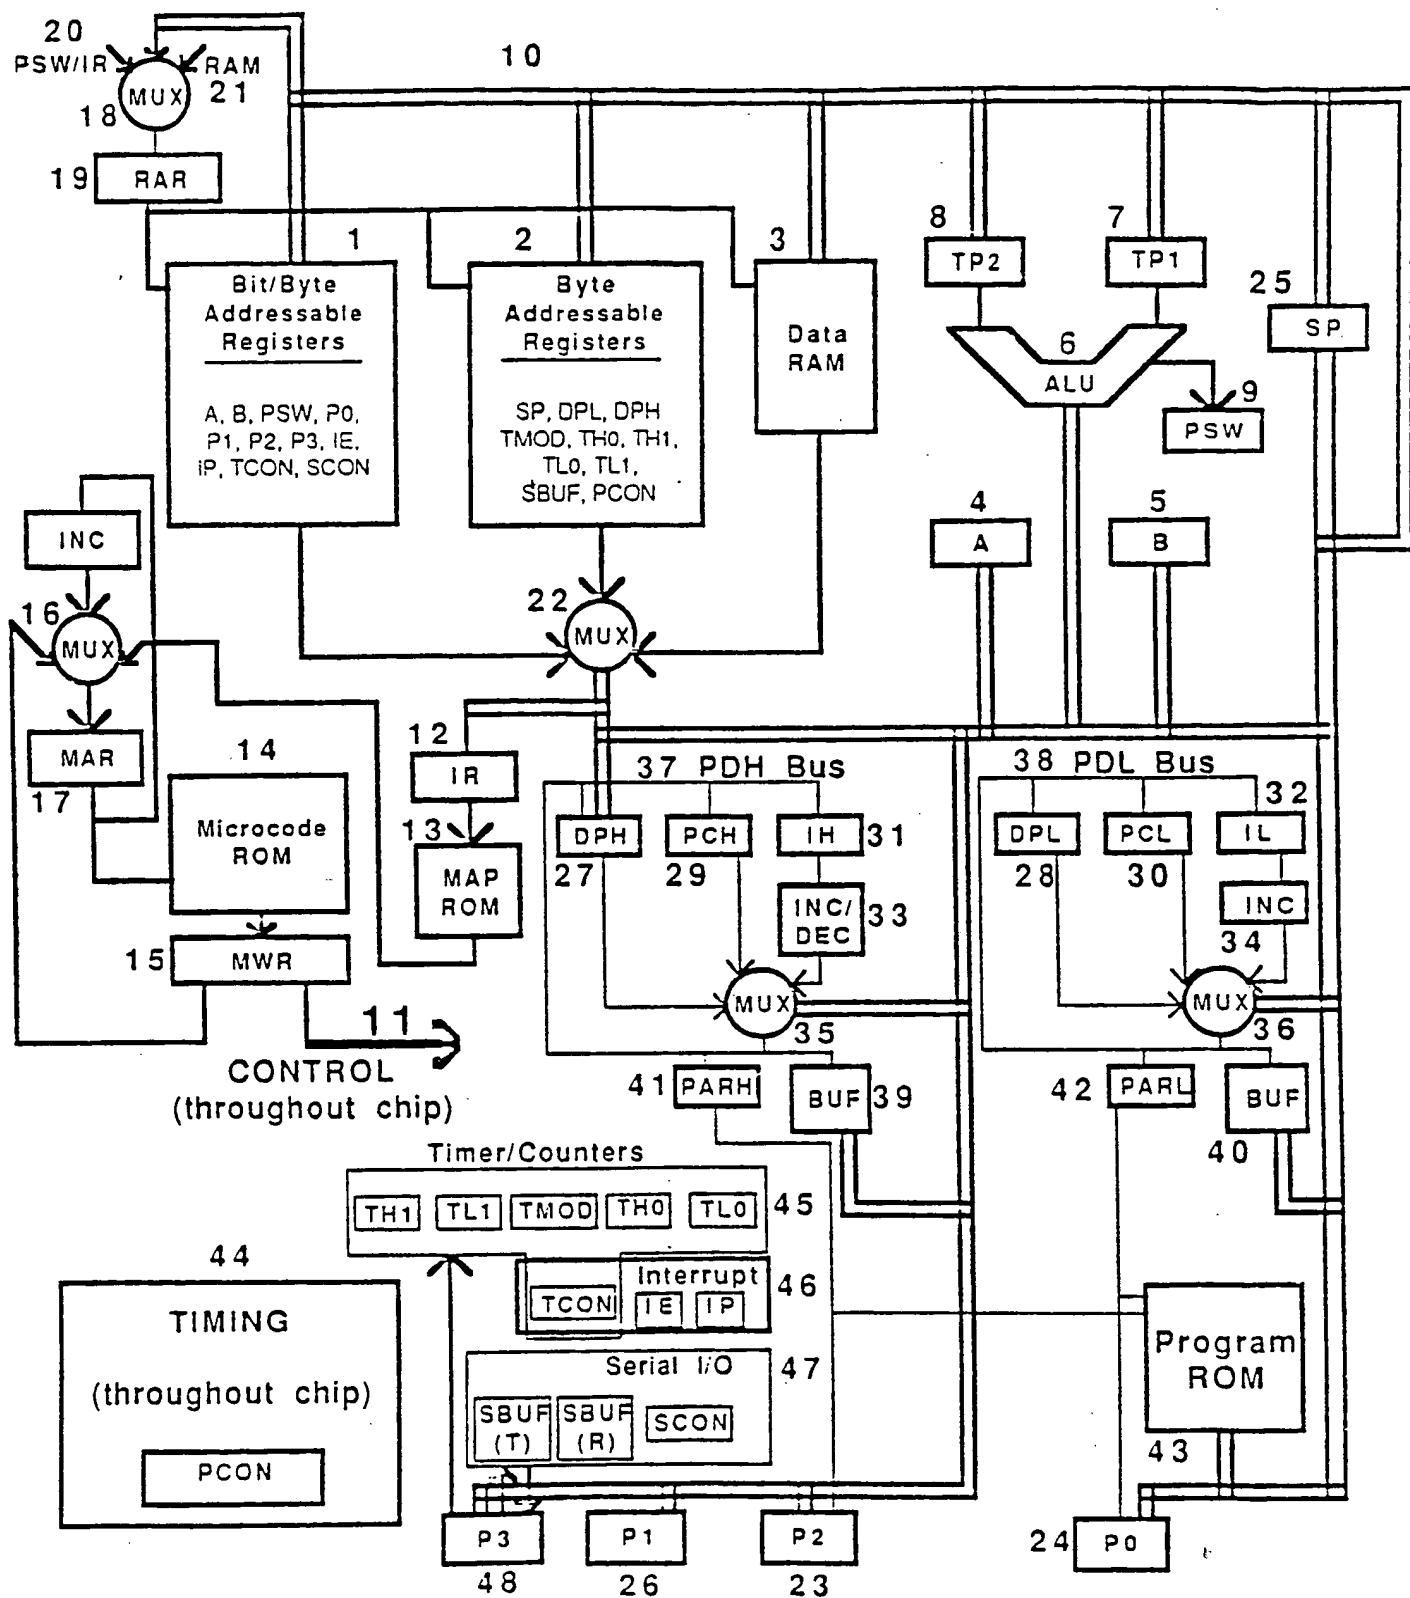 20
PSW/IR
RAM
21
MUX
18
10
19
RAR
1
2
3
8
7
TP2
TP1
25
SP
Bit/Byte
Addressable
Registers
A, B, PSW, P0,
P1, P2, P3, IE,
IP, TCON, SCON
Byte
Addressable
Registers
SP, DPL, DPH
TMOD, TH0, TH1,
TL0, TL1,
SBUF, PCON
Data
RAM
6
ALU
9
PSW
4
A
5
B
INC
16
MUX
22
MUX
MAR
17
14
Microcode
ROM
12
IR
13
MAP
ROM
15
MWR
11
CONTROL
(throughout chip)
37 PDH Bus
DPH
27
PCH
29
IH
31
INC/
DEC
33
MUX
35
41
PARH
BUF
39
38 PDL Bus
32
DPL
28
PCL
30
IL
INC
34
MUX
36
42
PARL
BUF
40
Timer/Counters
TH1
TL1
TMOD
TH0
TL0
45
Interrupt
TCON
IE
IP
46
Serial I/O
47
SBUF
(T)
SBUF
(R)
SCON
44
TIMING
(throughout chip)
PCON
Program
ROM
43
P3
48
P1
26
P2
23
24
P0